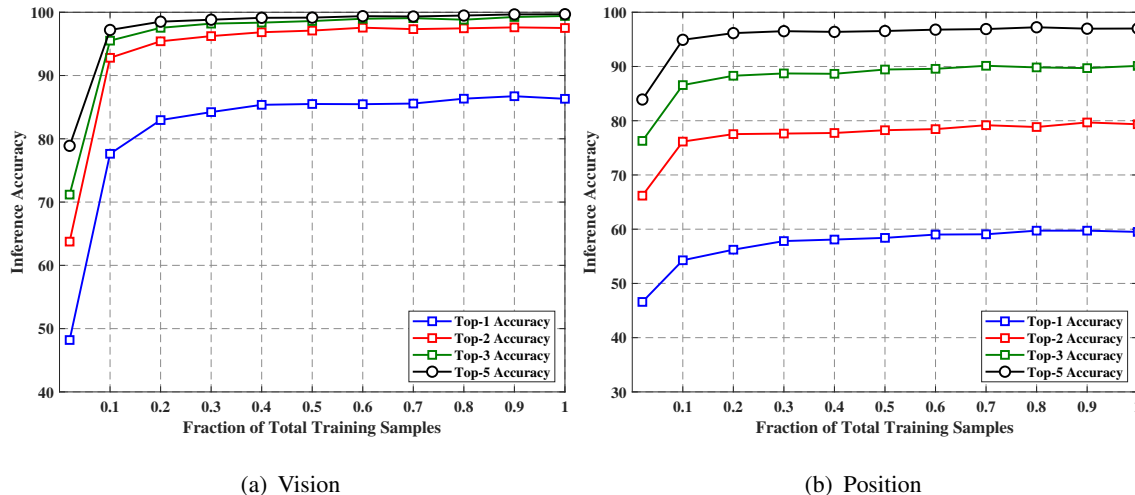 100
90
80
70
60
50
40
Inference Accuracy
0.1 0.2 0.3 0.4 0.5 0.6 0.7 0.8 0.9 1
Fraction of Total Training Samples
Top-1 Accuracy
Top-2 Accuracy
Top-3 Accuracy
Top-5 Accuracy
(a) Vision
100
90
80
70
60
50
40
30
Inference Accuracy
0.1 0.2 0.3 0.4 0.5 0.6 0.7 0.8 0.9
Fraction of Total Training Samples
Top-1 Accuracy
Top-2 Accuracy
Top-3 Accuracy
Top-5 Accuracy
(b) Position